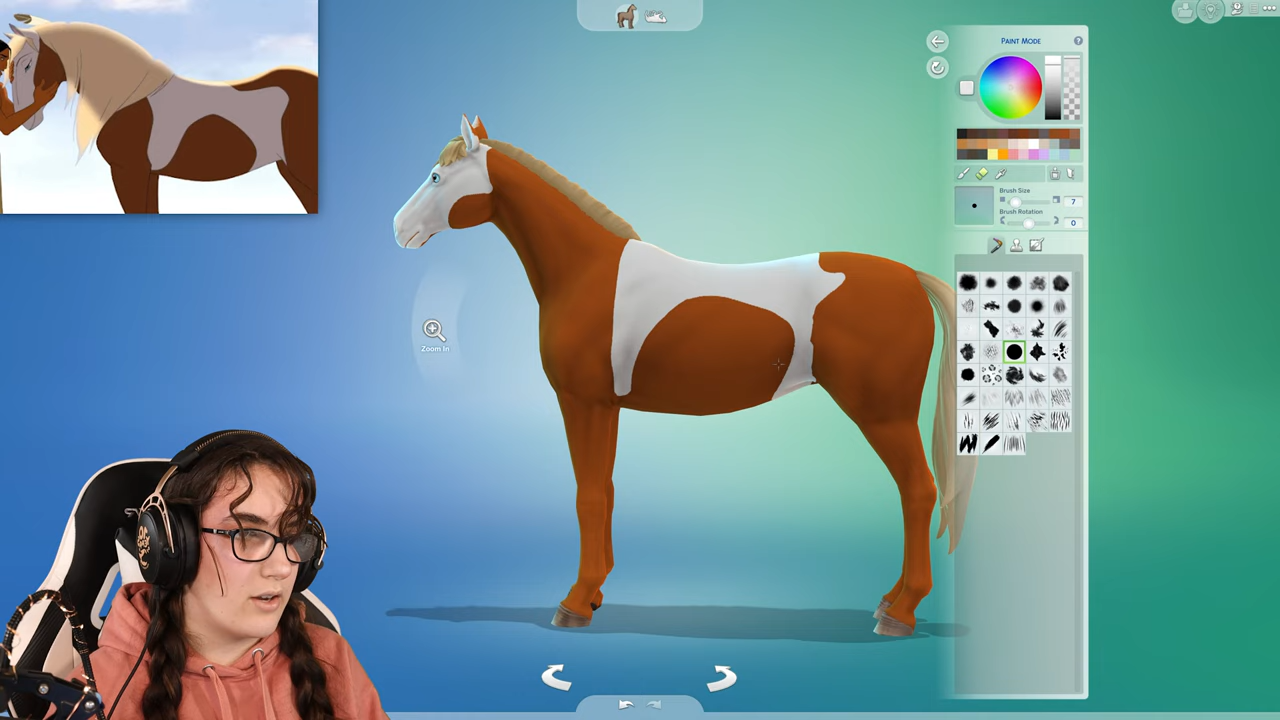 PAINT MODE
?
Brush Size
7
Brush Rotation
0
Zoom In